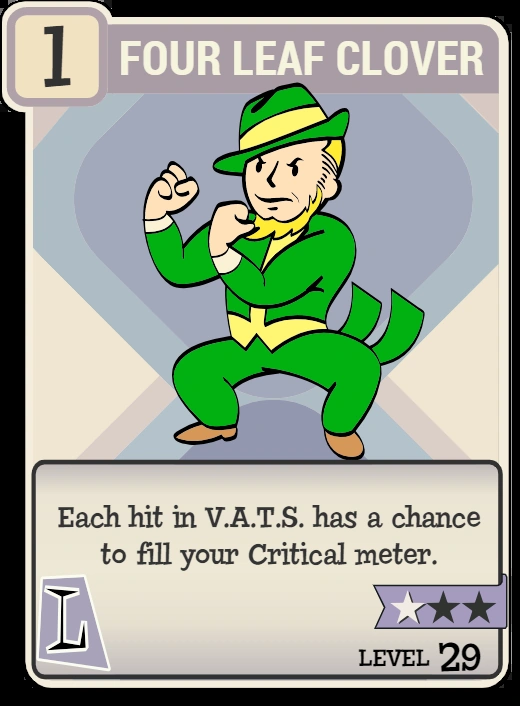 1
FOUR LEAF CLOVER
Each hit in V.A.T.S. has a chance
to fill your Critical meter.
L
LEVEL 29